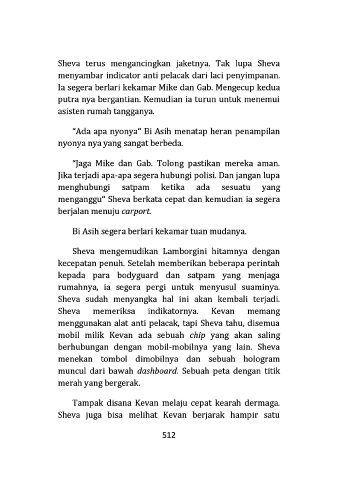 Sheva terus mengancingkan jaketnya. Tak lupa Sheva
menyambar indicator anti pelacak dari laci penyimpanan.
Ia segera berlari kekamar Mike dan Gab. Mengecup kedua
putra nya bergantian. Kemudian ia turun untuk menemui
asisten rumah tangganya.
"Ada apa nyonya" Bi Asih menatap heran penampilan
nyonya nya yang sangat berbeda.
"Jaga Mike dan Gab. Tolong pastikan mereka aman.
Jika terjadi apa-apa segera hubungi polisi. Dan jangan lupa
menghubungi satpam ketika ada sesuatu yang
menganggu" Sheva berkata cepat dan kemudian ia segera
berjalan menuju carport.
Bi Asih segera berlari kekamar tuan mudanya.
Sheva mengemudikan Lamborgini hitamnya dengan
kecepatan penuh. Setelah memberikan beberapa perintah
kepada para bodyguard dan satpam yang menjaga
rumahnya, ia segera pergi untuk menyusul suaminya.
Sheva sudah menyangka hal ini akan kembali terjadi.
Sheva memeriksa indikatornya. Kevan memang
menggunakan alat anti pelacak, tapi Sheva tahu, disemua
mobil milik Kevan ada sebuah chip yang akan saling
berhubungan dengan mobil-mobilnya yang lain. Sheva
menekan tombol dimobilnya dan sebuah hologram
muncul dari bawah dashboard. Sebuah peta dengan titik
merah yang bergerak.
Tampak disana Kevan melaju cepat kearah dermaga.
Sheva juga bisa melihat Kevan berjarak hampir satu
512